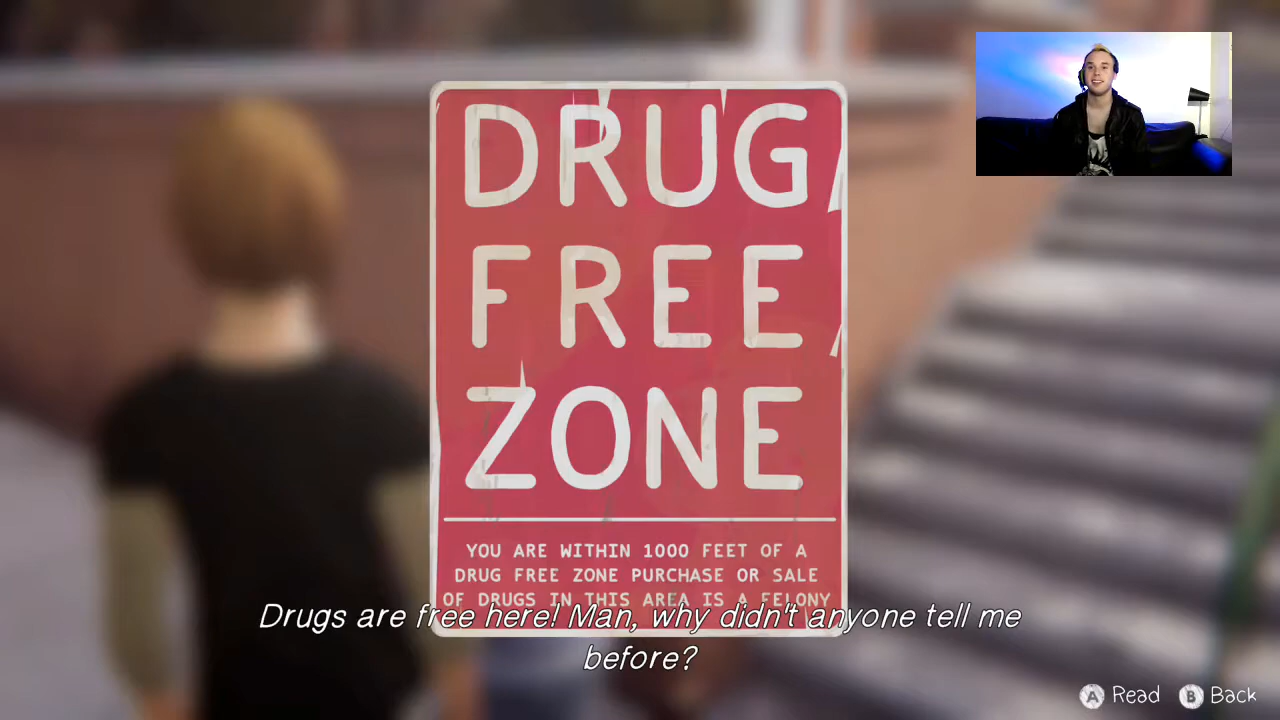 DRUG
FREE
ZONE
YOU ARE WITHIN 1000 FEET OF A
DRUG FREE ZONE PURCHASE OR SALE
OF DRUGS IN THIS AREA IS A FELONY
Drugs are free here! Man, why didn't anyone tell me
before?
A Read B Back